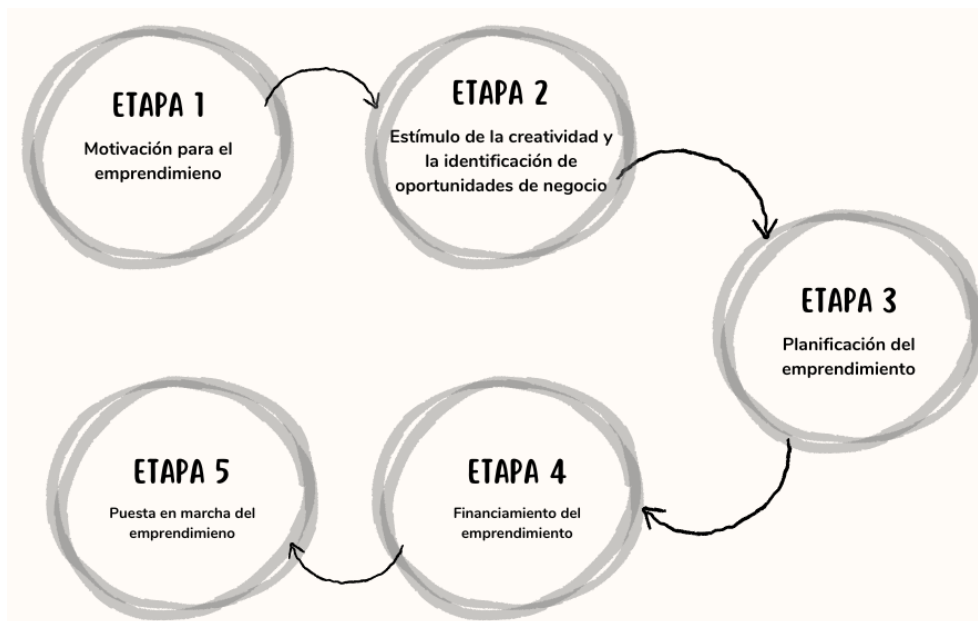 ETAPA 1
Motivación para el
emprendimieno
ETAPA 2
Estímulo de la creatividad y
la identificación de
oportunidades de negocio
ETAPA 3
Planificación del
emprendimiento
ETAPA 4
Financiamiento del
emprendimiento
ETAPA 5
Puesta en marcha del
emprendimieno